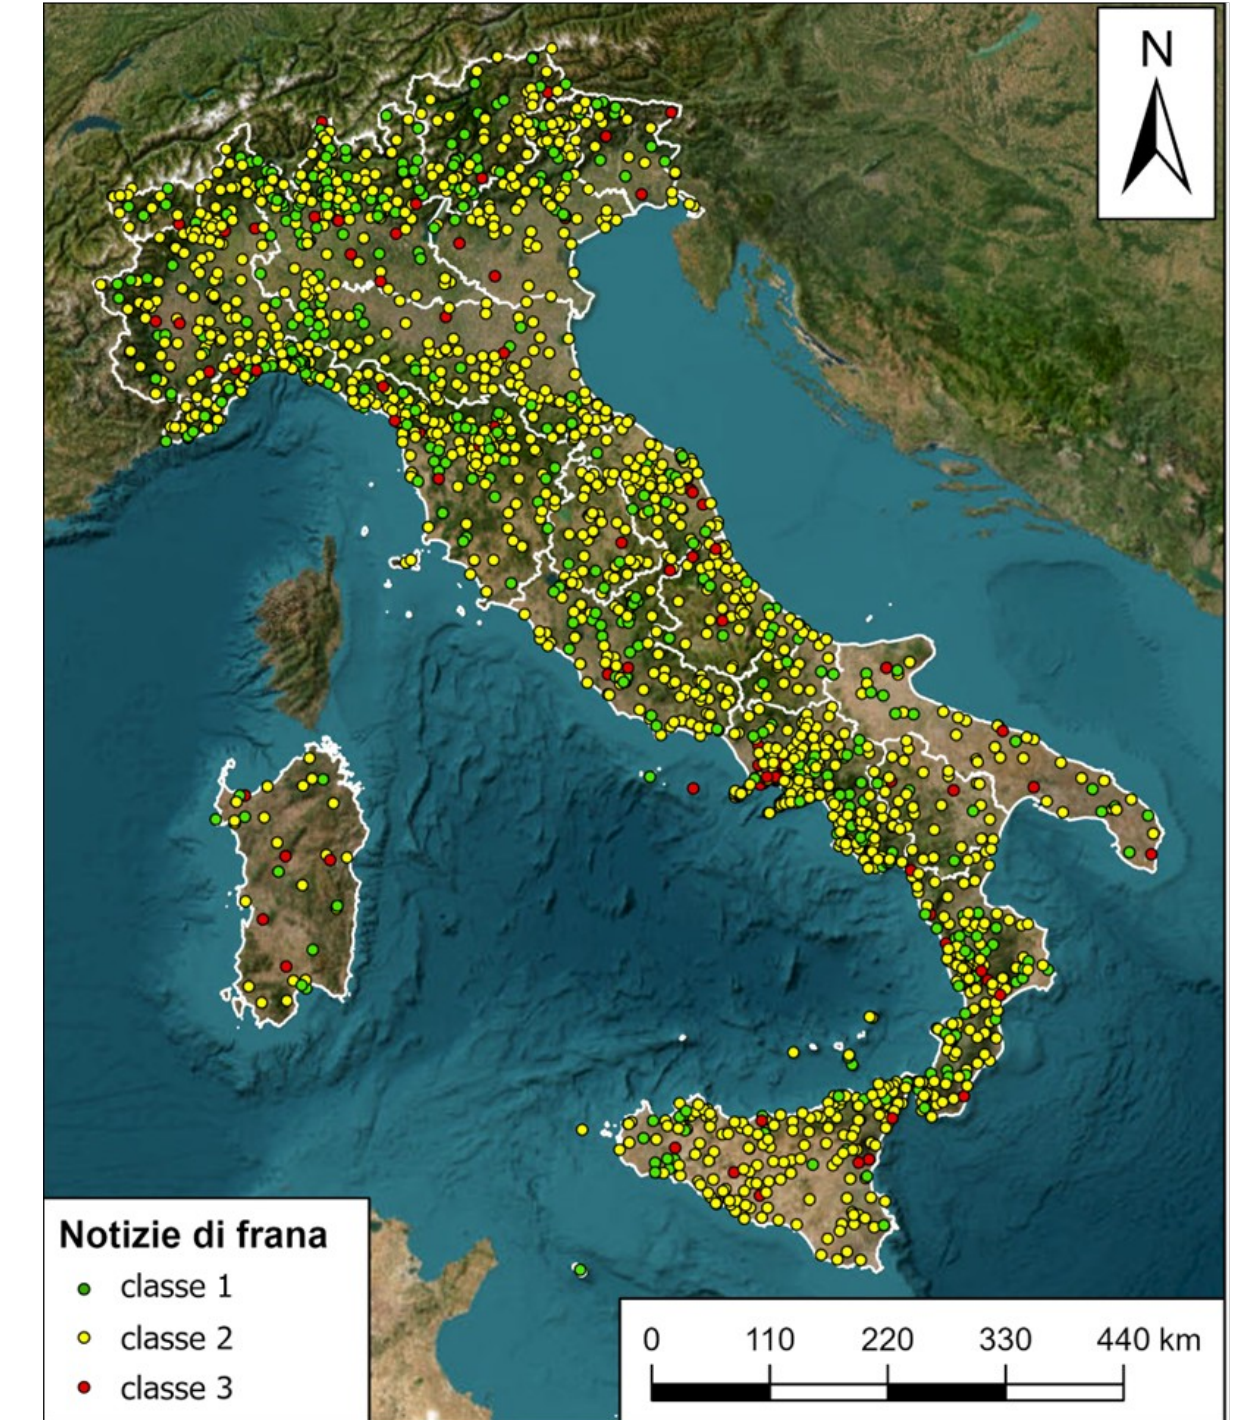 N
Notizie di frana
classe 1
classe 2
classe 3
0 110 220 330 440 km